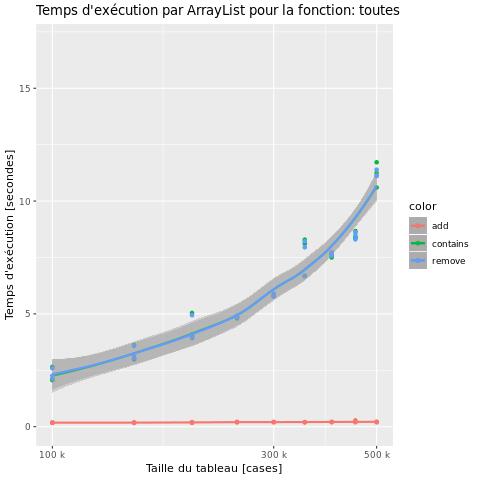 Temps d'exécution par ArrayList pour la fonction: toutes
Temps d'exécution [secondes]
15
10
5
0
100 k
300 k
500 k
Taille du tableau [cases]
color
add
contains
remove